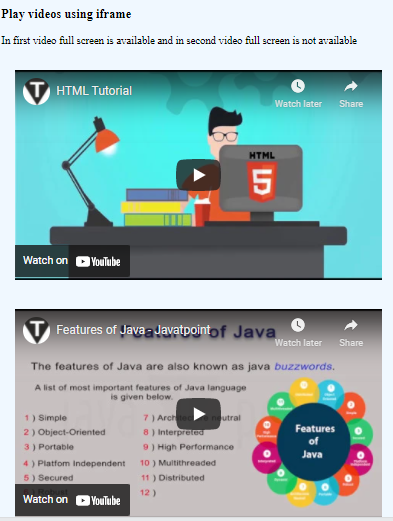 Play videos using iframe
In first video full screen is available and in second video full screen is not available
HTML Tutorial
Watch later
Share
HTML
5
Watch on YouTube
Features of Java - Javatpoint
of Java
Watch later
Share
The features of Java are also known as java buzzwords.
A list of most important features of Java language
is given below.
1 ) Simple
2 ) Object-Oriented
3 ) Portable
4 ) Platfom Independent
5 ) Secured
7 ) neutral
8 ) Interpreted
9 ) High Performance
10 ) Multithreaded
11 ) Distributed
12 )
Features
of
Java
Watch on YouTube